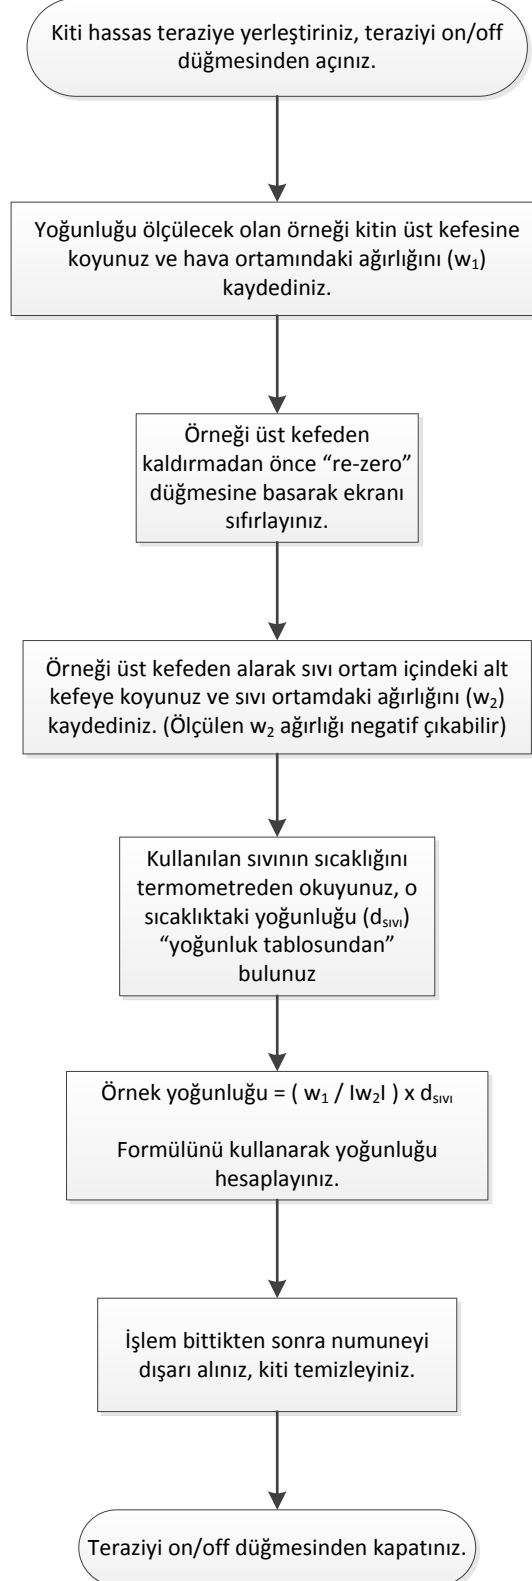 Kiti hassas teraziye yerleştiriniz, teraziyi on/off
düğmesinden açınız.
Yoğunluğu ölçülecek olan örneği kitin üst kefesine
koyunuz ve hava ortamındaki ağırlığını (w₁)
kaydediniz.
Örneği üst kefeden
kaldırmadan önce “re-zero”
düğmesine basarak ekranı
sıfırlayınız.
Örneği üst kefeden alarak sıvı ortam içindeki alt
kefeye koyunuz ve sıvı ortamdaki ağırlığını (w₂)
kaydediniz. (Ölçülen w₂ ağırlığı negatif çıkabilir)
Kullanılan sıvının sıcaklığını
termometreden okuyunuz, o
sıcaklıktaki yoğunluğu (dsıvı)
“yoğunluk tablosundan”
bulunuz
Örnek yoğunluğu = ( w₁ / Iw₂I ) x dsıvı
Formülünü kullanarak yoğunluğu
hesaplayınız.
İşlem bittikten sonra numuneyi
dışarı alınız, kiti temizleyiniz.
Teraziyi on/off düğmesinden kapatınız.